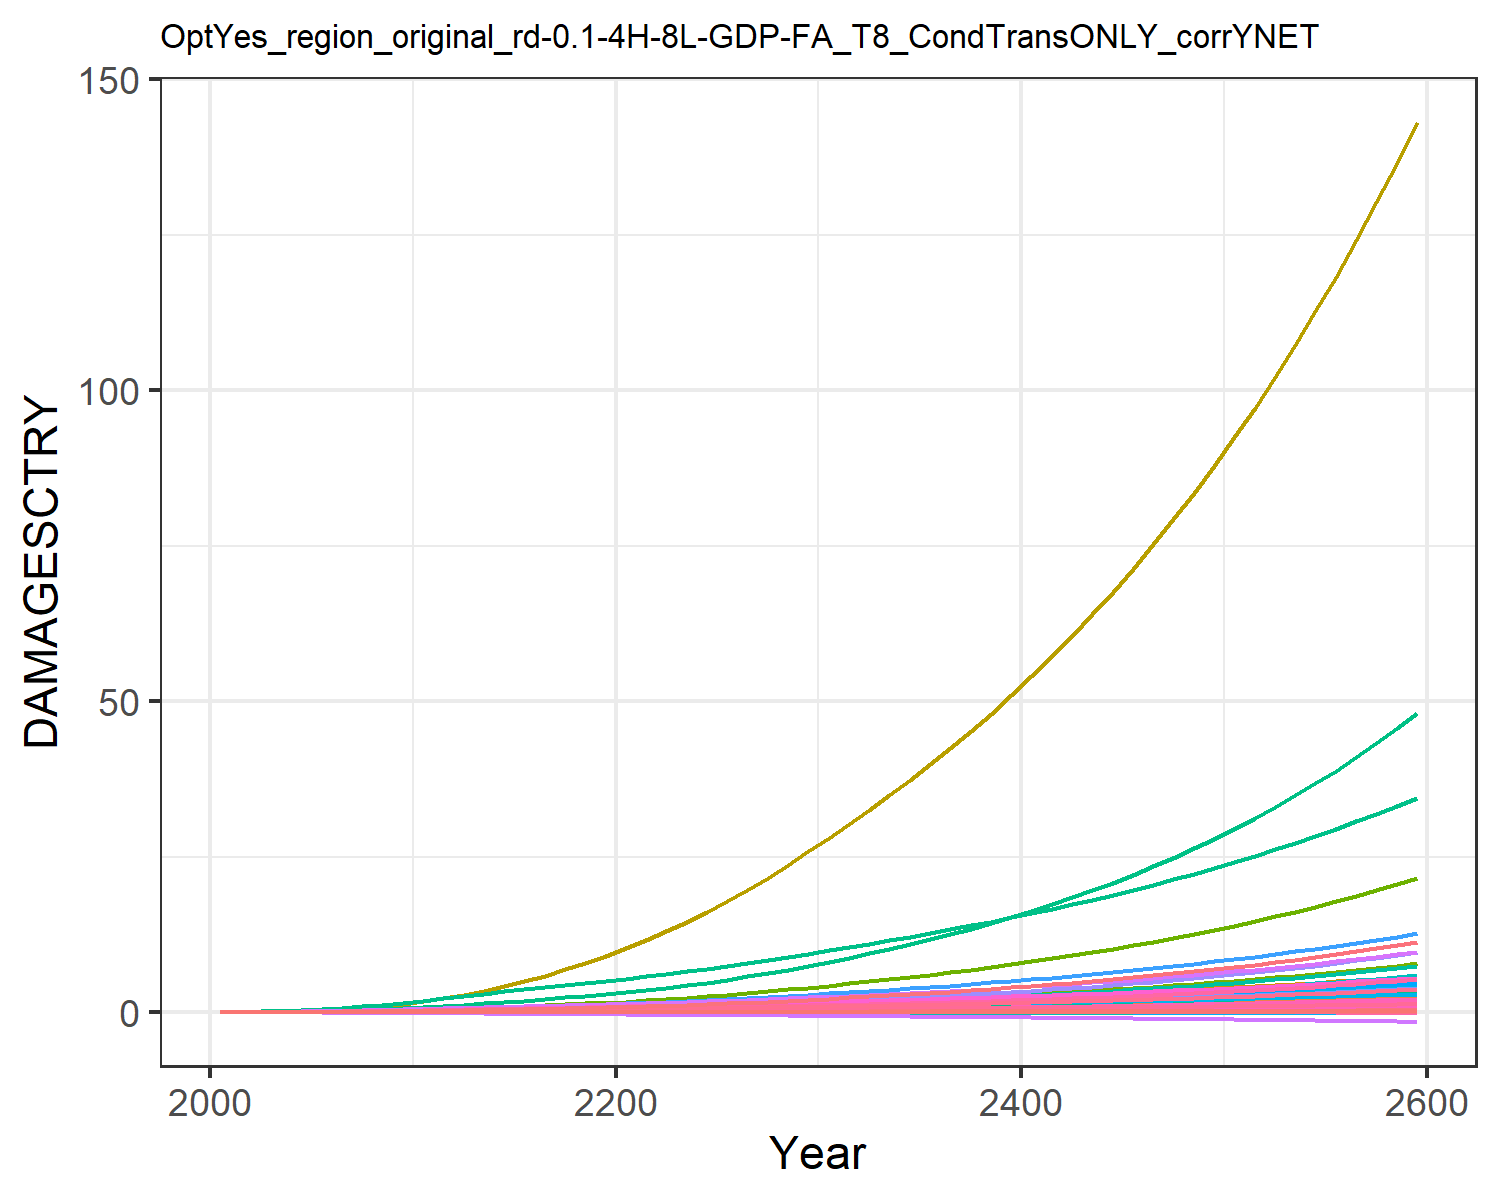 OptYes_region_original_rd-0.1-4H-8L-GDP-FA_T8_CondTransONLY_corrYNET
150
100
50
0
DAMAGESCTRY
2000 2200 2400 2600
Year